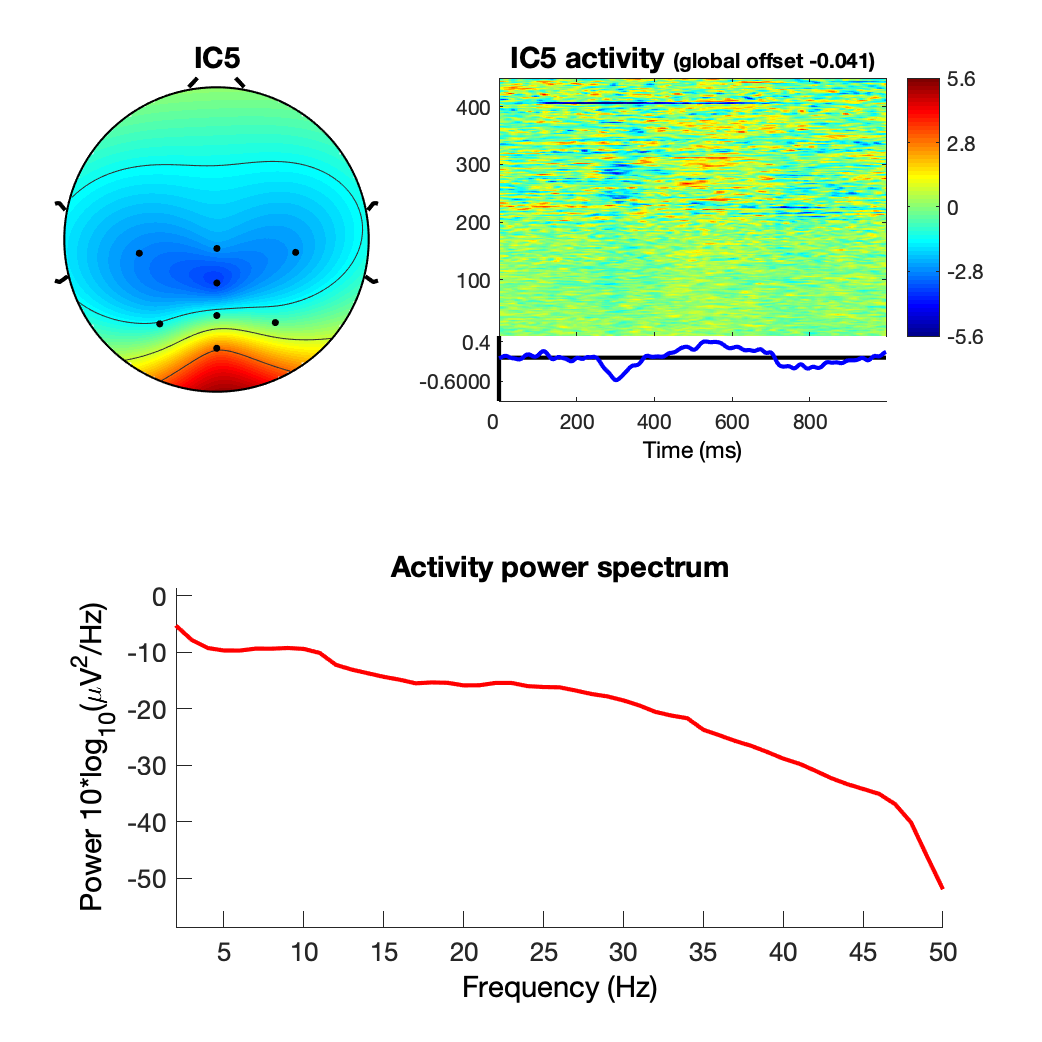 IC5
IC5 activity (global offset -0.041)
400
300
200
100
0.4
-0.6000
0 200 400 600 800
Time (ms)
5.6
2.8
0
-2.8
-5.6
Activity power spectrum
0
-10
-20
-30
-40
-50
Power 10*log10(μV2/Hz)
5 10 15 20 25 30 35 40 45 50
Frequency (Hz)